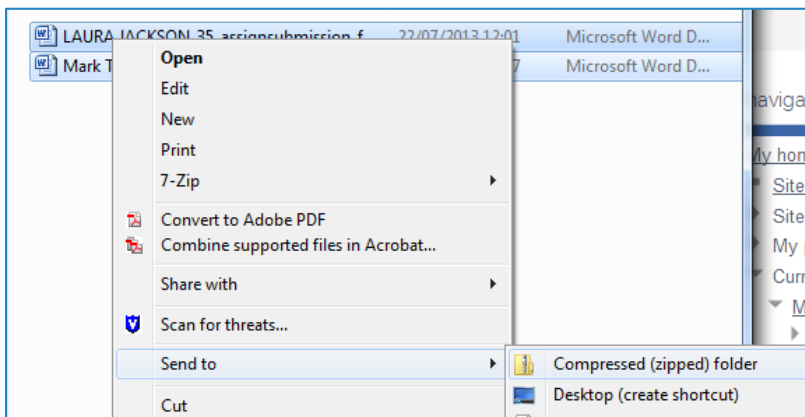 LAURA JACKSON_35_assignsubmission_f... 22/07/2013 12:01 Microsoft Word D...
Mark T 7 Microsoft Word D...
Open
Edit
New
Print
7-Zip
Convert to Adobe PDF
Combine supported files in Acrobat...
Share with
Scan for threats...
Send to
Cut
Compressed (zipped) folder
Desktop (create shortcut)
naviga
My hom
Site
Site
My p
Curr
M